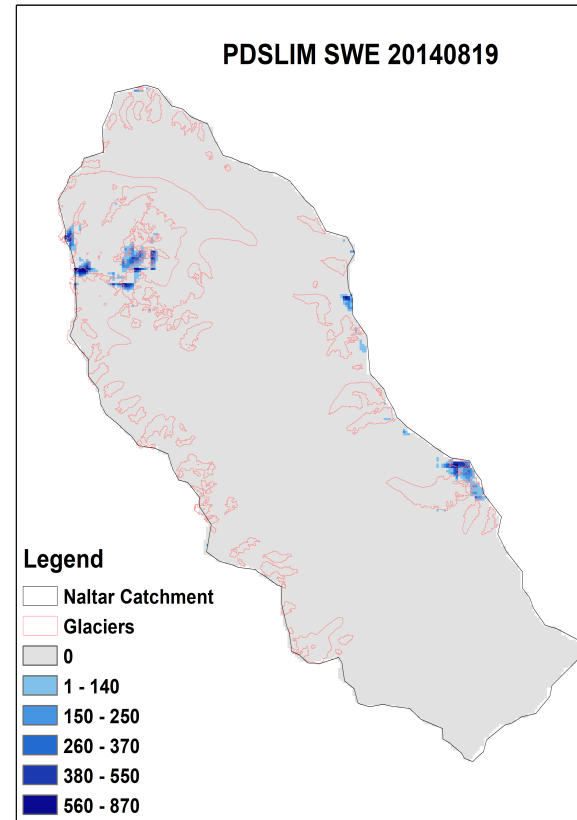 PDSLIM SWE 20140819
Legend
Naltar Catchment
Glaciers
0
1 - 140
150 - 250
260 - 370
380 - 550
560 - 870